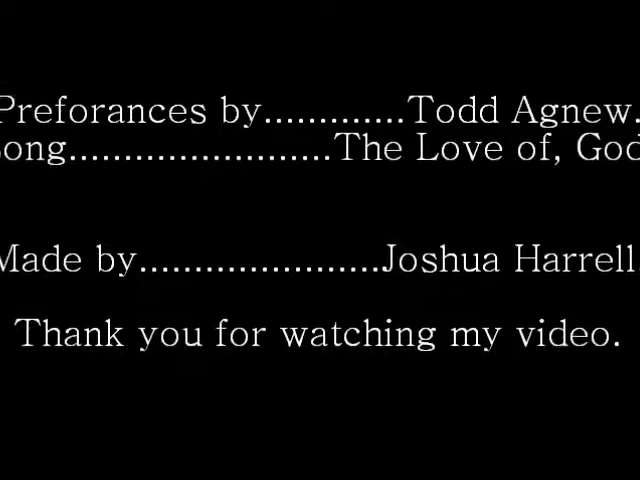 Preforances by.............Todd Agnew.
ong........................The Love of, God
Made by......................Joshua Harrell.
Thank you for watching my video.